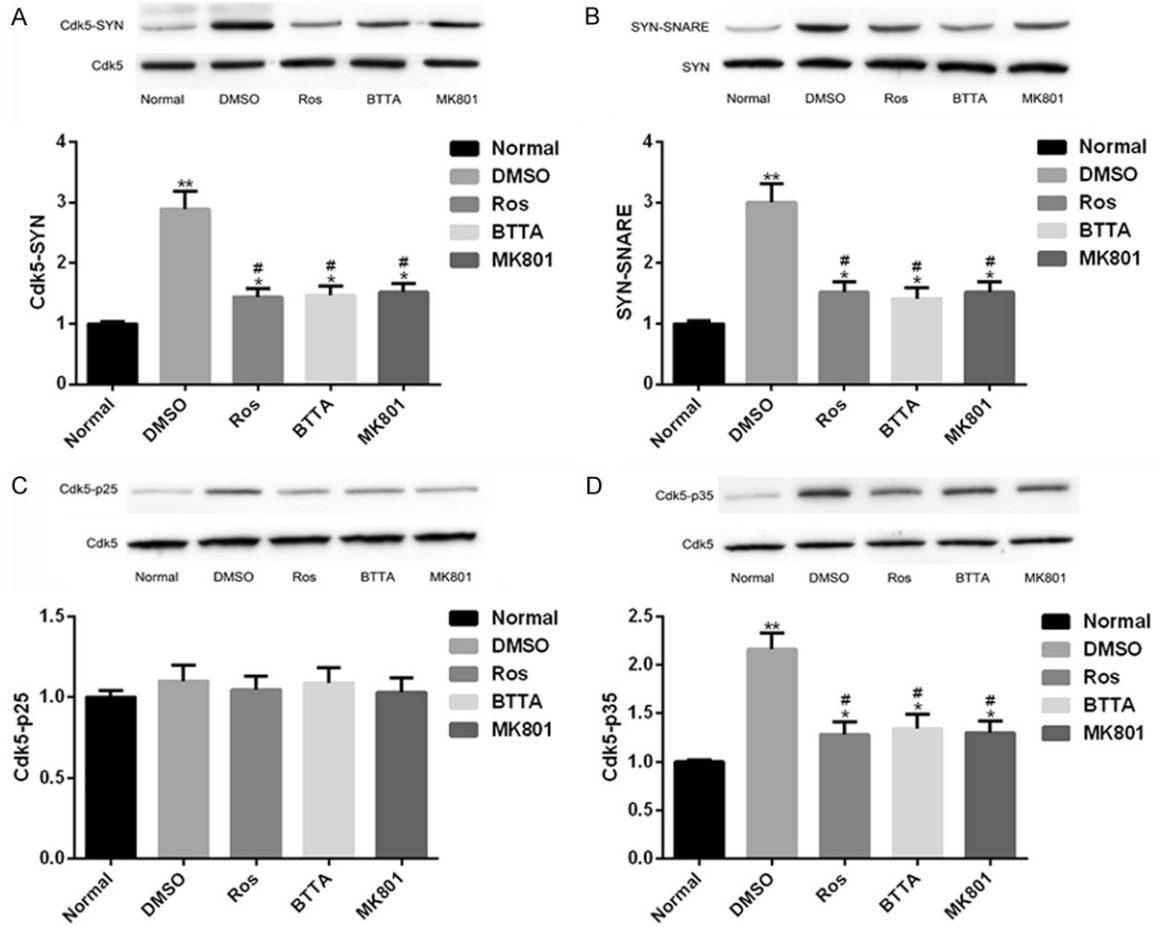 A
Cdk5-SYN
Cdk5
Normal DMSO Ros BTTA MK801
4
3
2
1
0
Cdk5-SYN
**
#
*
#
*
#
*
Normal
DMSO
Ros
BTTA
MK801
Normal
DMSO
Ros
BTTA
MK801
B
SYN-SNARE
SYN
Normal DMSO Ros BTTA MK801
4
3
2
1
0
SYN-SNARE
**
#
*
#
*
#
*
Normal
DMSO
Ros
BTTA
MK801
Normal
DMSO
Ros
BTTA
MK801
C
Cdk5-p25
Cdk5
Normal DMSO Ros BTTA MK801
1.5
1.0
0.5
0.0
Cdk5-p25
Normal
DMSO
Ros
BTTA
MK801
Normal
DMSO
Ros
BTTA
MK801
D
Cdk5-p35
Cdk5
Normal DMSO Ros BTTA MK801
2.5
2.0
1.5
1.0
0.5
0.0
Cdk5-p35
**
#
*
#
*
#
*
Normal
DMSO
Ros
BTTA
MK801
Normal
DMSO
Ros
BTTA
MK801